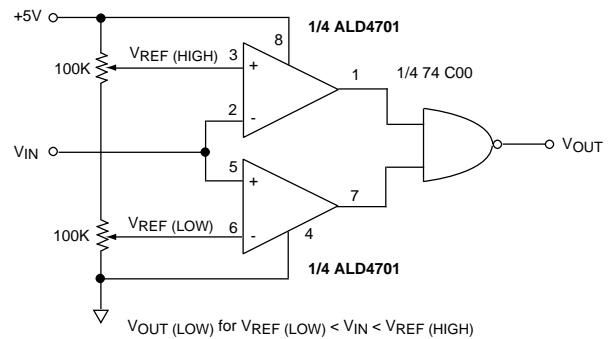 +5V
1/4 ALD4701
8
VREF (HIGH)
3
+
100K
1
1/4 74 C00
2
-
VIN
VOUT
5
+
7
VREF (LOW)
6
-
100K
4
1/4 ALD4701
VOUT (LOW) for VREF (LOW) < VIN < VREF (HIGH)